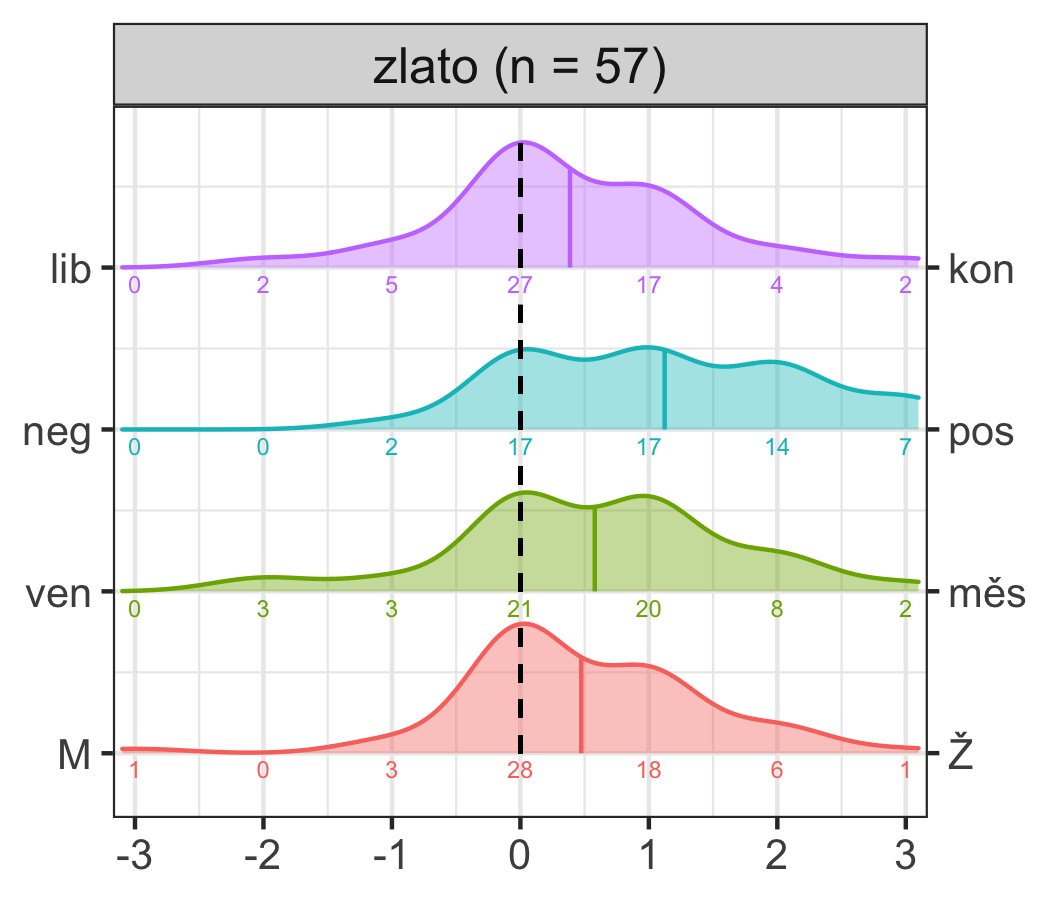 zlato (n = 57)
lib kon
0 2 5 27 17 4 2
neg pos
0 0 2 17 17 14 7
ven měs
0 3 3 21 20 8 2
M Ž
1 0 3 28 18 6 1
-3 -2 -1 0 1 2 3